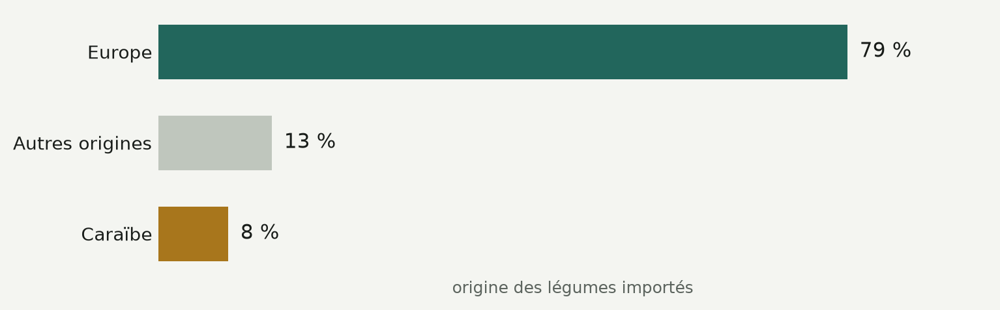 Europe 79 %
Autres origines 13 %
Caraïbe 8 %
origine des légumes importés